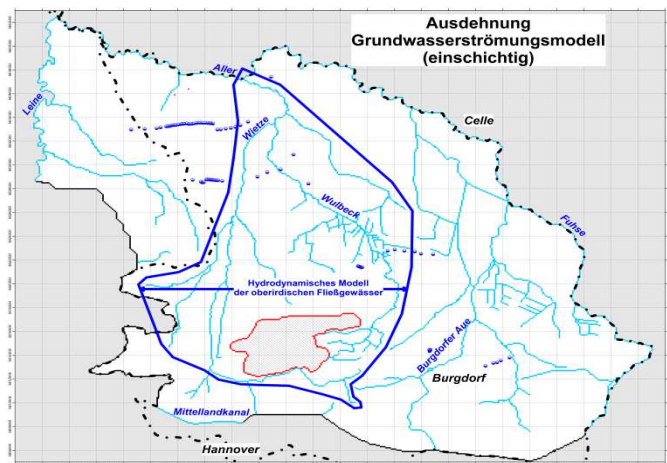 Ausdehnung
Grundwasserströmungsmodell
(einschichtig)
Aller
Leine
Celle
Wietze
Wulbeck
Fuhse
Hydrodynamisches Modell
der oberirdischen Fließgewässer
Burgdorfer Aue
Burgdorf
Mittellandkanal
Hannover